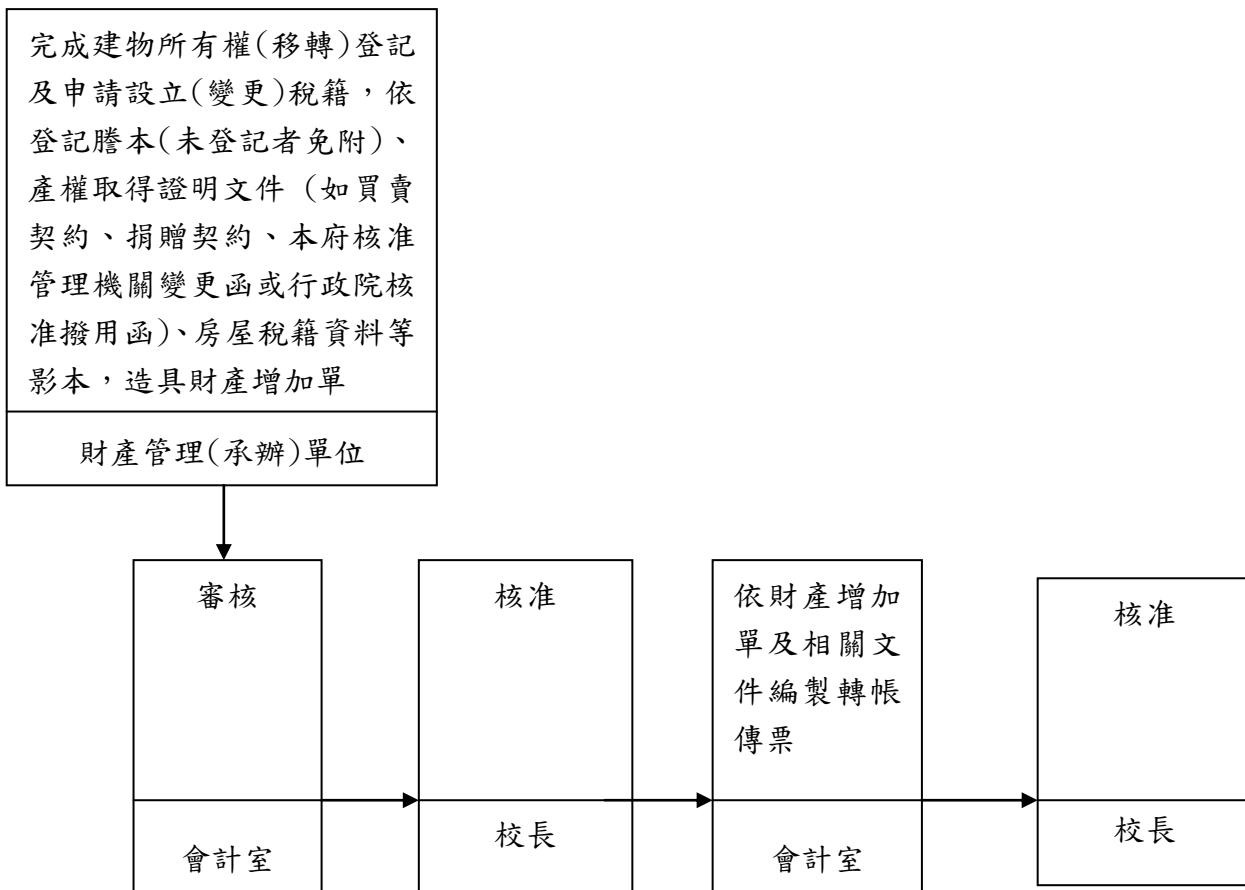 完成建物所有權(移轉)登記
及申請設立(變更)稅籍，依
登記謄本(未登記者免附)、
產權取得證明文件（如買賣
契約、捐贈契約、本府核准
管理機關變更函或行政院核
准撥用函)、房屋稅籍資料等
影本，造具財產增加單
財產管理(承辦)單位
審核
會計室
核准
校長
依財產增加
單及相關文
件編製轉帳
傳票
會計室
核准
校長